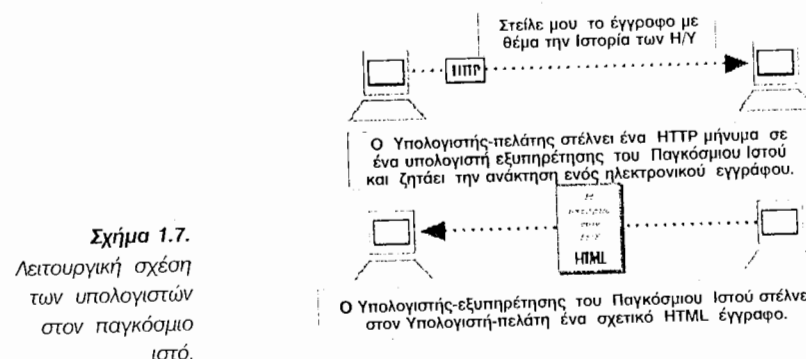 Στείλε μου το έγγραφο με
θέμα την Ιστορία των Η/Υ
HTTP
Ο Υπολογιστής-πελάτης στέλνει ένα HTTP μήνυμα σε
ένα υπολογιστή εξυπηρέτησης του Παγκόσμιου Ιστού
και ζητάει την ανάκτηση ενός ηλεκτρονικού εγγράφου.
HTML
Ο Υπολογιστής-εξυπηρέτησης του Παγκόσμιου Ιστού στέλνε
στον Υπολογιστή-πελάτη ένα σχετικό HTML έγγραφο.
Σχήμα 1.7.
Λειτουργική σχέση
των υπολογιστών
στον παγκόσμιο
ιστό.